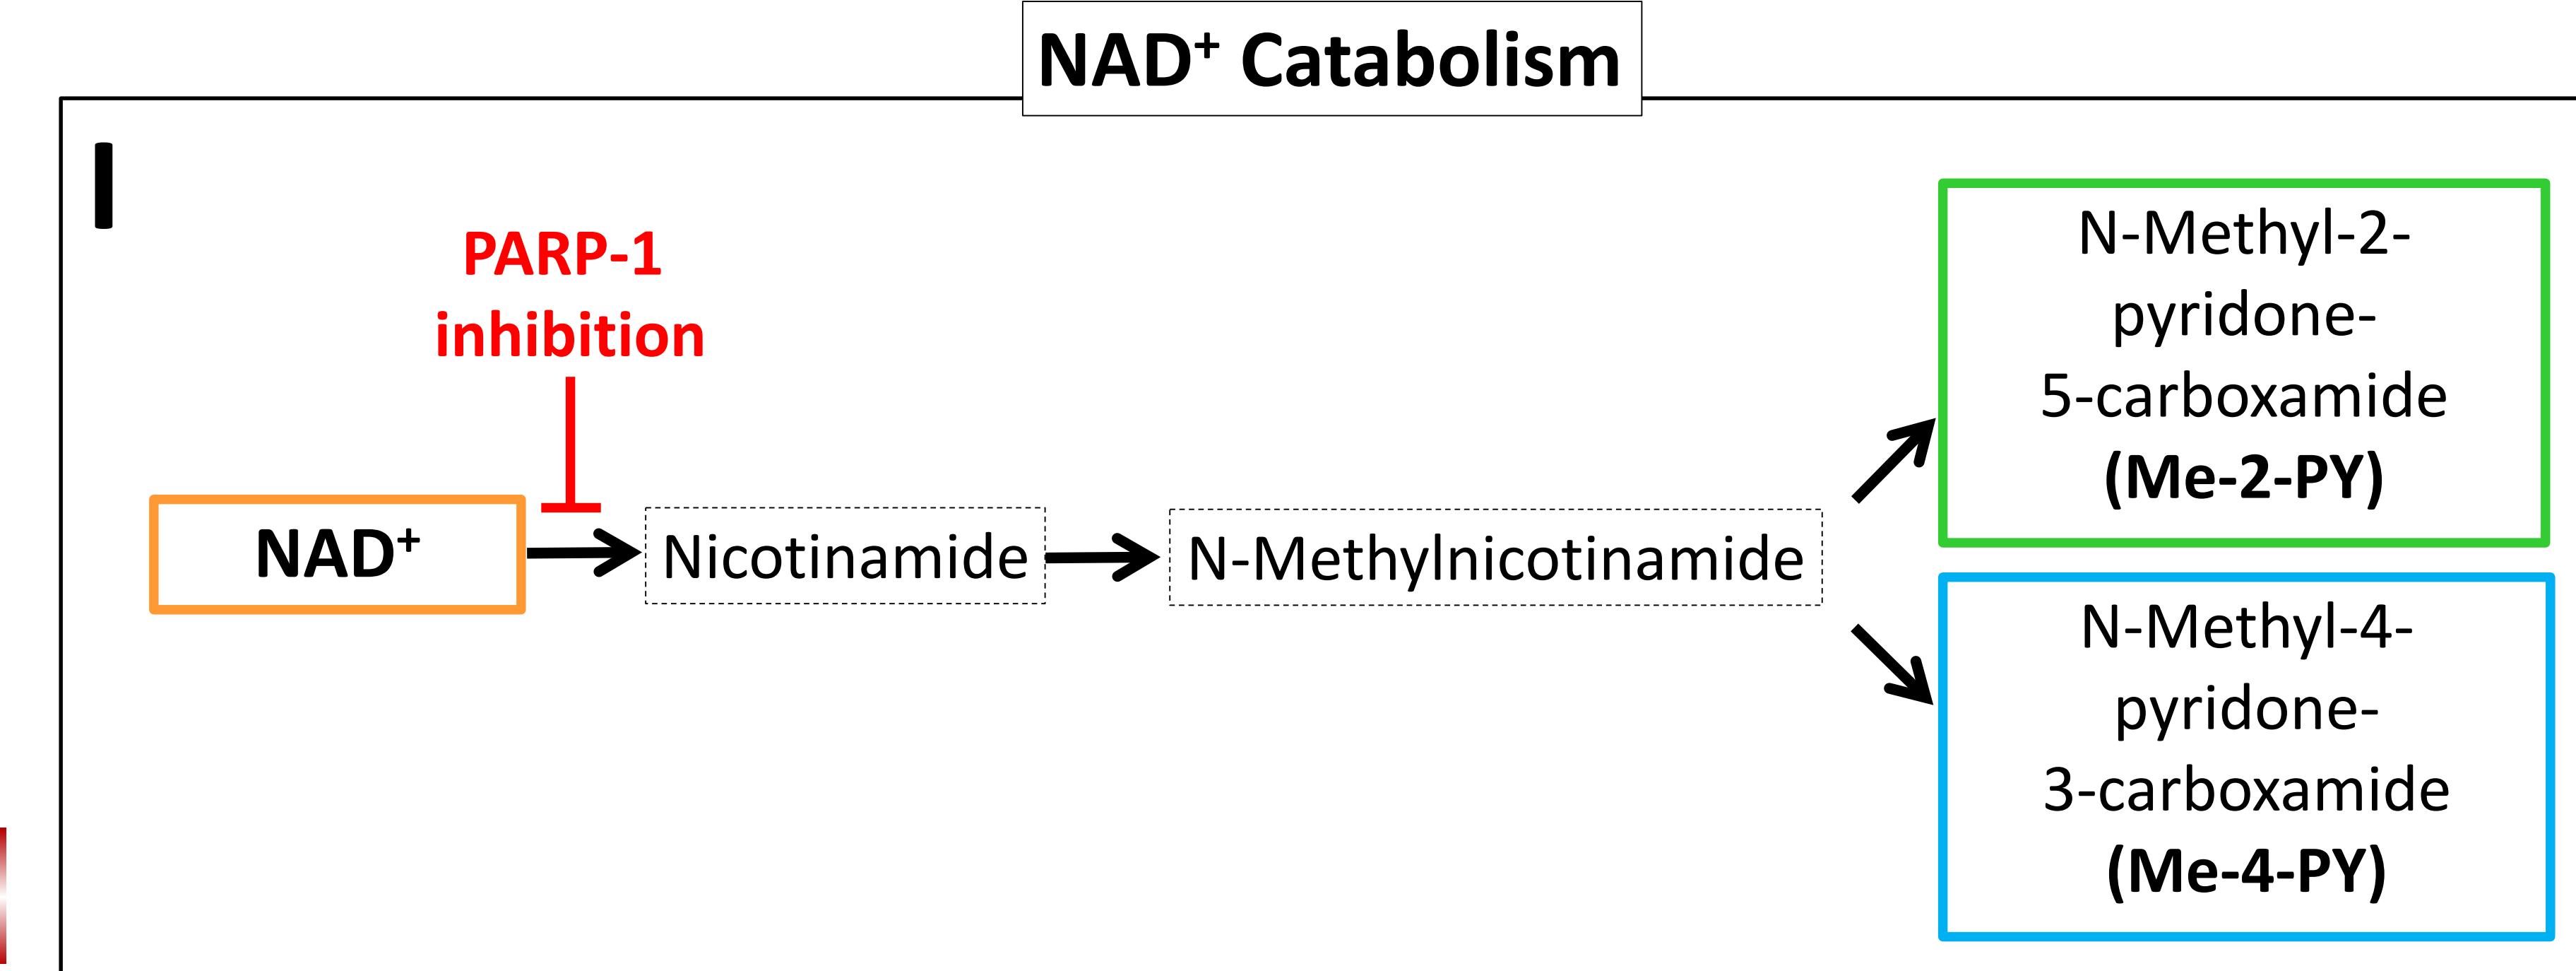 NAD⁺ Catabolism
I
PARP-1
inhibition
NAD⁺
Nicotinamide
N-Methylnicotinamide
N-Methyl-2-
pyridone-
5-carboxamide
(Me-2-PY)
N-Methyl-4-
pyridone-
3-carboxamide
(Me-4-PY)